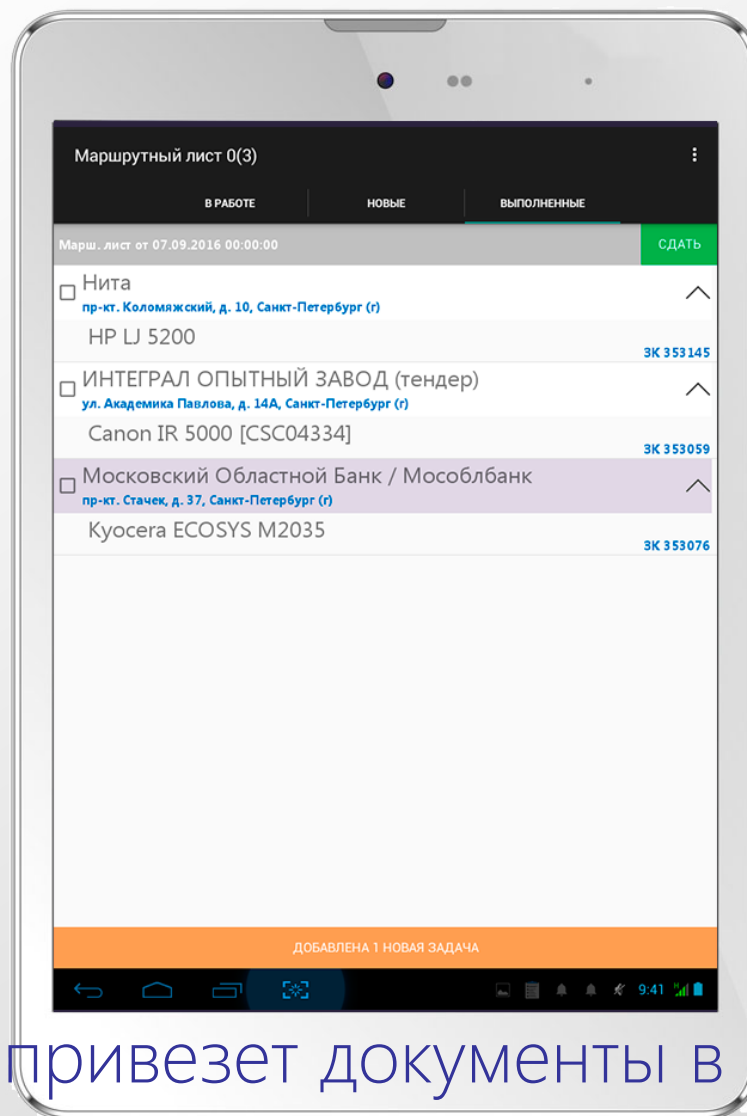 Маршрутный лист 0(3)
В РАБОТЕ НОВЫЕ ВЫПОЛНЕННЫЕ
Марш. лист от 07.09.2016 00:00:00 СДАТЬ
Нита
пр-кт. Коломяжский, д. 10, Санкт-Петербург (г)
HP LJ 5200
ЗК 353145
ИНТЕГРАЛ ОПЫТНЫЙ ЗАВОД (тендер)
ул. Академика Павлова, д. 14А, Санкт-Петербург (г)
Canon IR 5000 [CSC04334]
ЗК 353059
Московский Областной Банк / Мособлбанк
пр-кт. Стачек, д. 37, Санкт-Петербург (г)
Kyocera ECOSYS M2035
ЗК 353076
ДОБАВЛЕНА 1 НОВАЯ ЗАДАЧА
9:41
привезет документы в